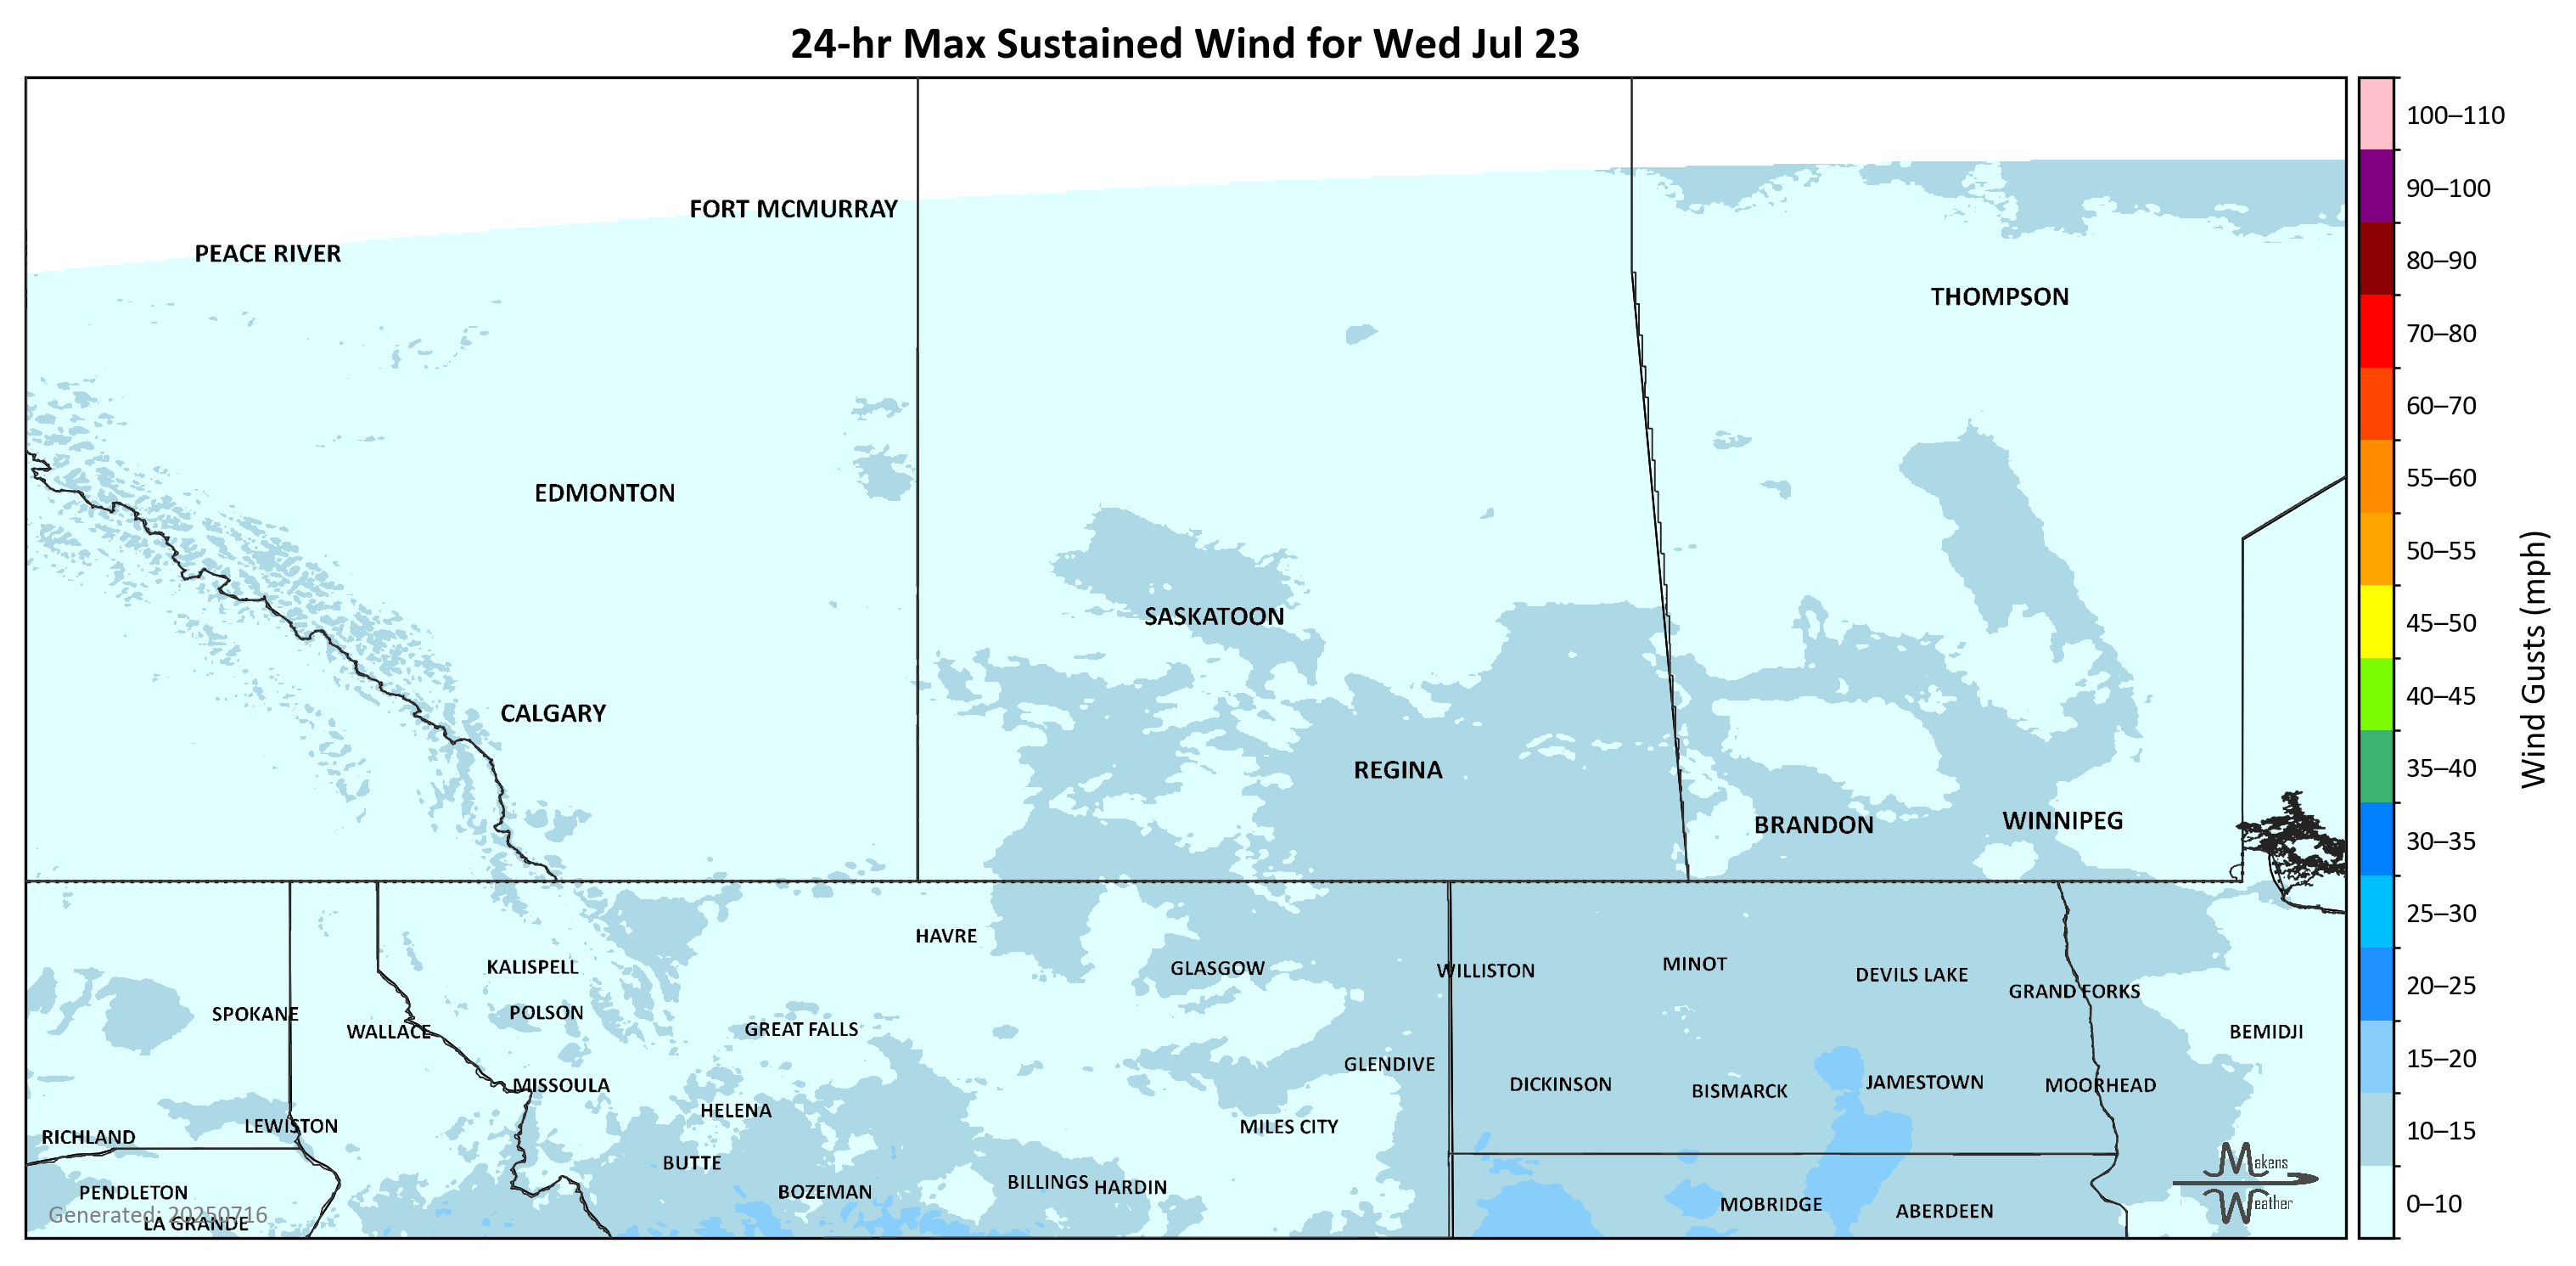 24-hr Max Sustained Wind for Wed Jul 23
100–110
90–100
80–90
70–80
60–70
55–60
50–55
45–50
40–45
35–40
30–35
25–30
20–25
15–20
10–15
0–10
Wind Gusts (mph)
FORT MCMURRAY
PEACE RIVER
THOMPSON
EDMONTON
SASKATOON
CALGARY
REGINA
BRANDON
WINNIPEG
HAVRE
KALISPELL
GLASGOW
WILLISTON
MINOT
DEVILS LAKE
GRAND FORKS
SPOKANE
POLSON
WALLACE
GREAT FALLS
BEMIDJI
GLENDIVE
MISSOULA
DICKINSON
BISMARCK
JAMESTOWN
MOORHEAD
HELENA
LEWISTON
MILES CITY
RICHLAND
BUTTE
BILLINGS
HARDIN
PENDLETON
BOZEMAN
MOBRIDGE
ABERDEEN
Generated: 20250716
LA GRANDE
Makens
Weather